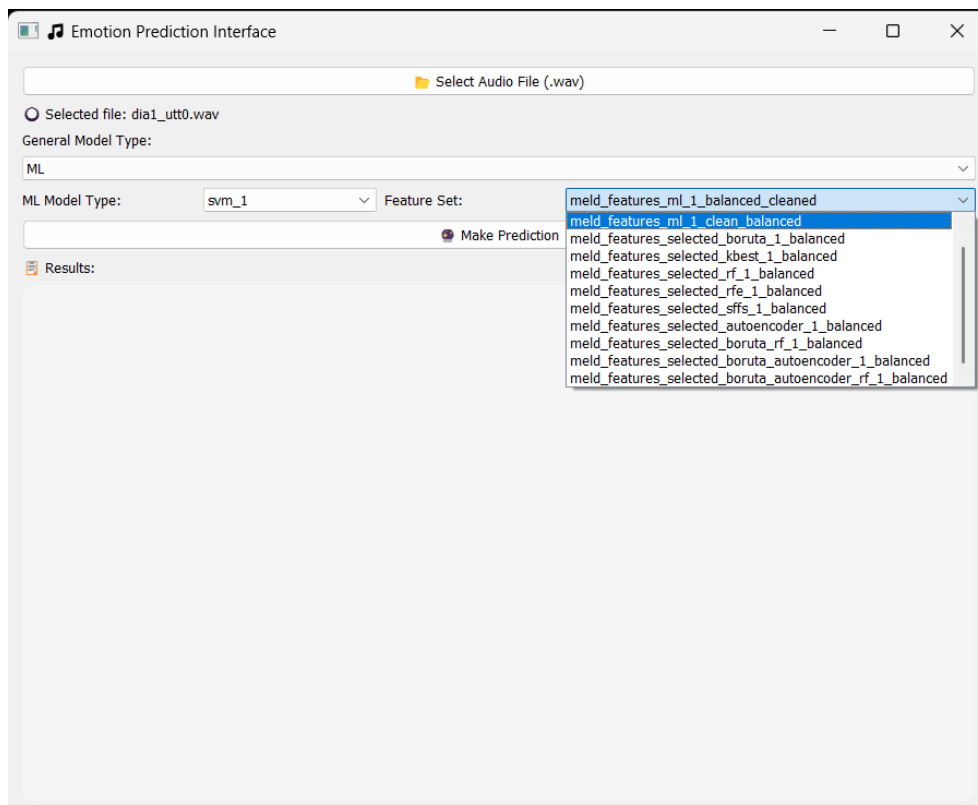 Emotion Prediction Interface
Select Audio File (.wav)
Selected file: dia1_utt0.wav
General Model Type:
ML
ML Model Type: svm_1 Feature Set: meld_features_ml_1_balanced_cleaned
meld_features_ml_1_clean_balanced
Make Prediction
meld_features_selected_boruta_1_balanced
meld_features_selected_kbest_1_balanced
Results:
meld_features_selected_rf_1_balanced
meld_features_selected_rfe_1_balanced
meld_features_selected_sffs_1_balanced
meld_features_selected_autoencoder_1_balanced
meld_features_selected_boruta_rf_1_balanced
meld_features_selected_boruta_autoencoder_1_balanced
meld_features_selected_boruta_autoencoder_rf_1_balanced